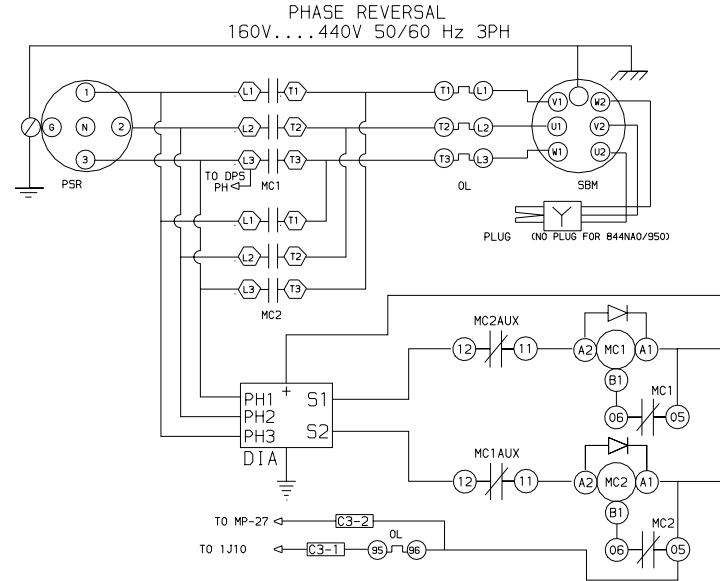 PHASE REVERSAL
160V....440V 50/60 Hz 3PH
1
G N 2
3
PSR
L1 T1
L2 T2
L3 T3
TO DPS
PH
MC1
T1 L1
T2 L2
T3 L3
OL
V1 W2
U1 V2
W1 U2
SBM
L1 T1
L2 T2
L3 T3
MC2
PLUG (NO PLUG FOR 844NAO/950)
MC2AUX
12 11
A2 MC1 A1
B1
MC1
06 05
PH1 + S1
PH2
PH3 S2
DIA
MC1AUX
12 11
A2 MC2 A1
B1
MC2
06 05
TO MP-27 C3-2
OL
TO 1J10 C3-1 95 96